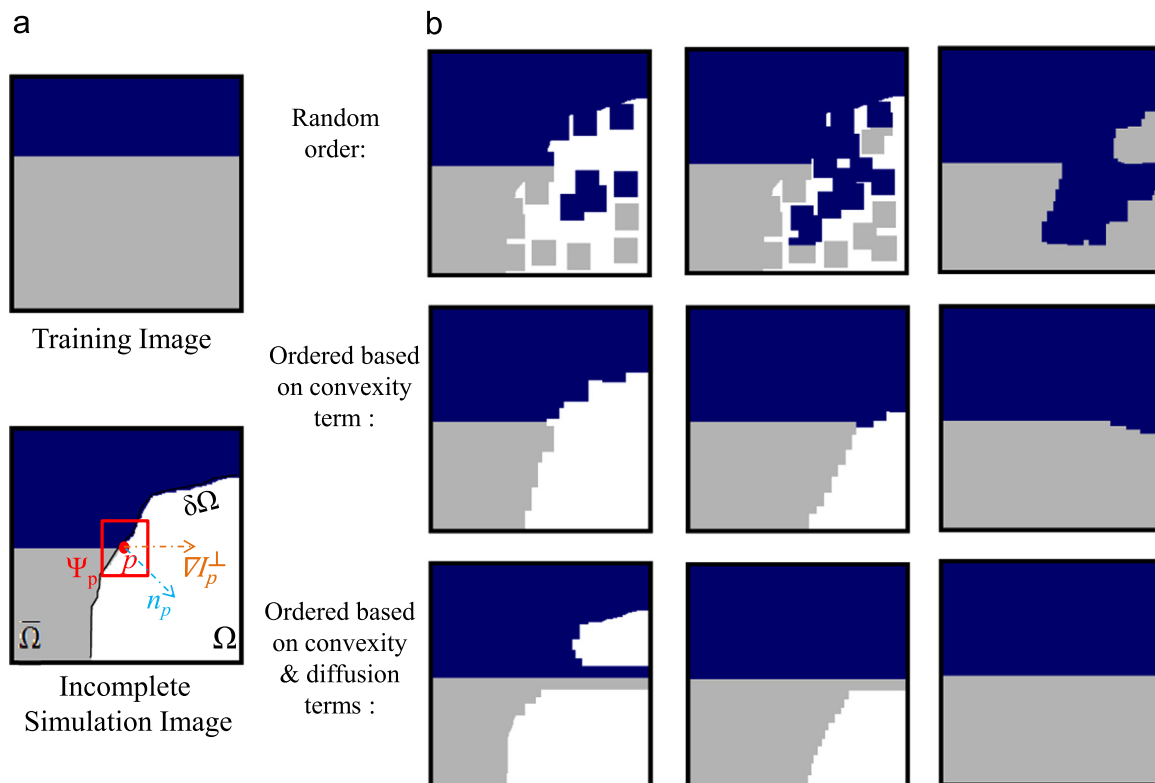 a
Training Image
δΩ
Ψp
p
∇I⊥p
np
Ω̅
Ω
Incomplete
Simulation Image
b
Random
order:
Ordered based
on convexity
term :
Ordered based
on convexity
& diffusion
terms :